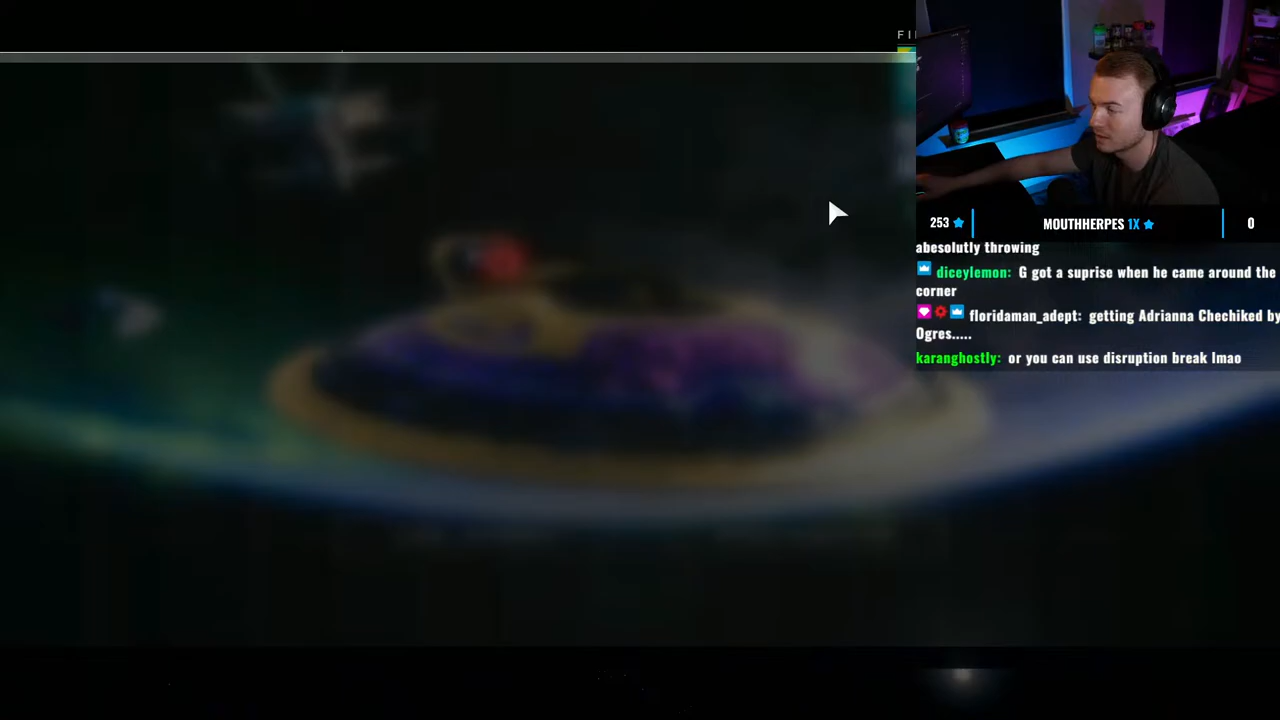 FI
253
MOUTHHERPES 1X
0
abesolutly throwing
diceylemon: G got a suprise when he came around the
corner
floridaman_adept: getting Adrianna Chechiked by
Ogres.....
karanghostly: or you can use disruption break lmao